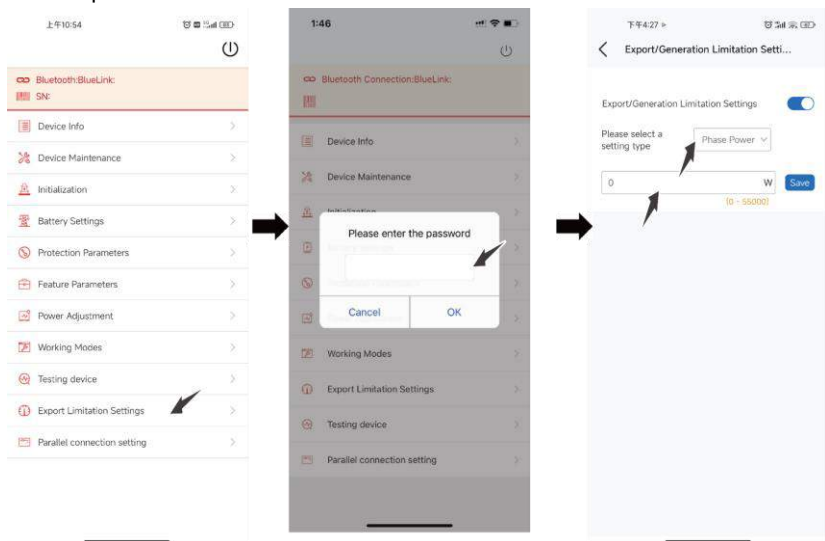 上午10:54
Bluetooth:BlueLink:
SN:
Device Info
Device Maintenance
Initialization
Battery Settings
Protection Parameters
Feature Parameters
Power Adjustment
Working Modes
Testing device
Export Limitation Settings
Parallel connection setting
1:46
Bluetooth Connection:BlueLink:
Device Info
Device Maintenance
Please enter the password
Cancel
OK
Working Modes
Export Limitation Settings
Testing device
Parallel connection setting
下午4:27
Export/Generation Limitation Setti...
Export/Generation Limitation Settings
Please select a
setting type
Phase Power
0 W Save
(0 - 55000)